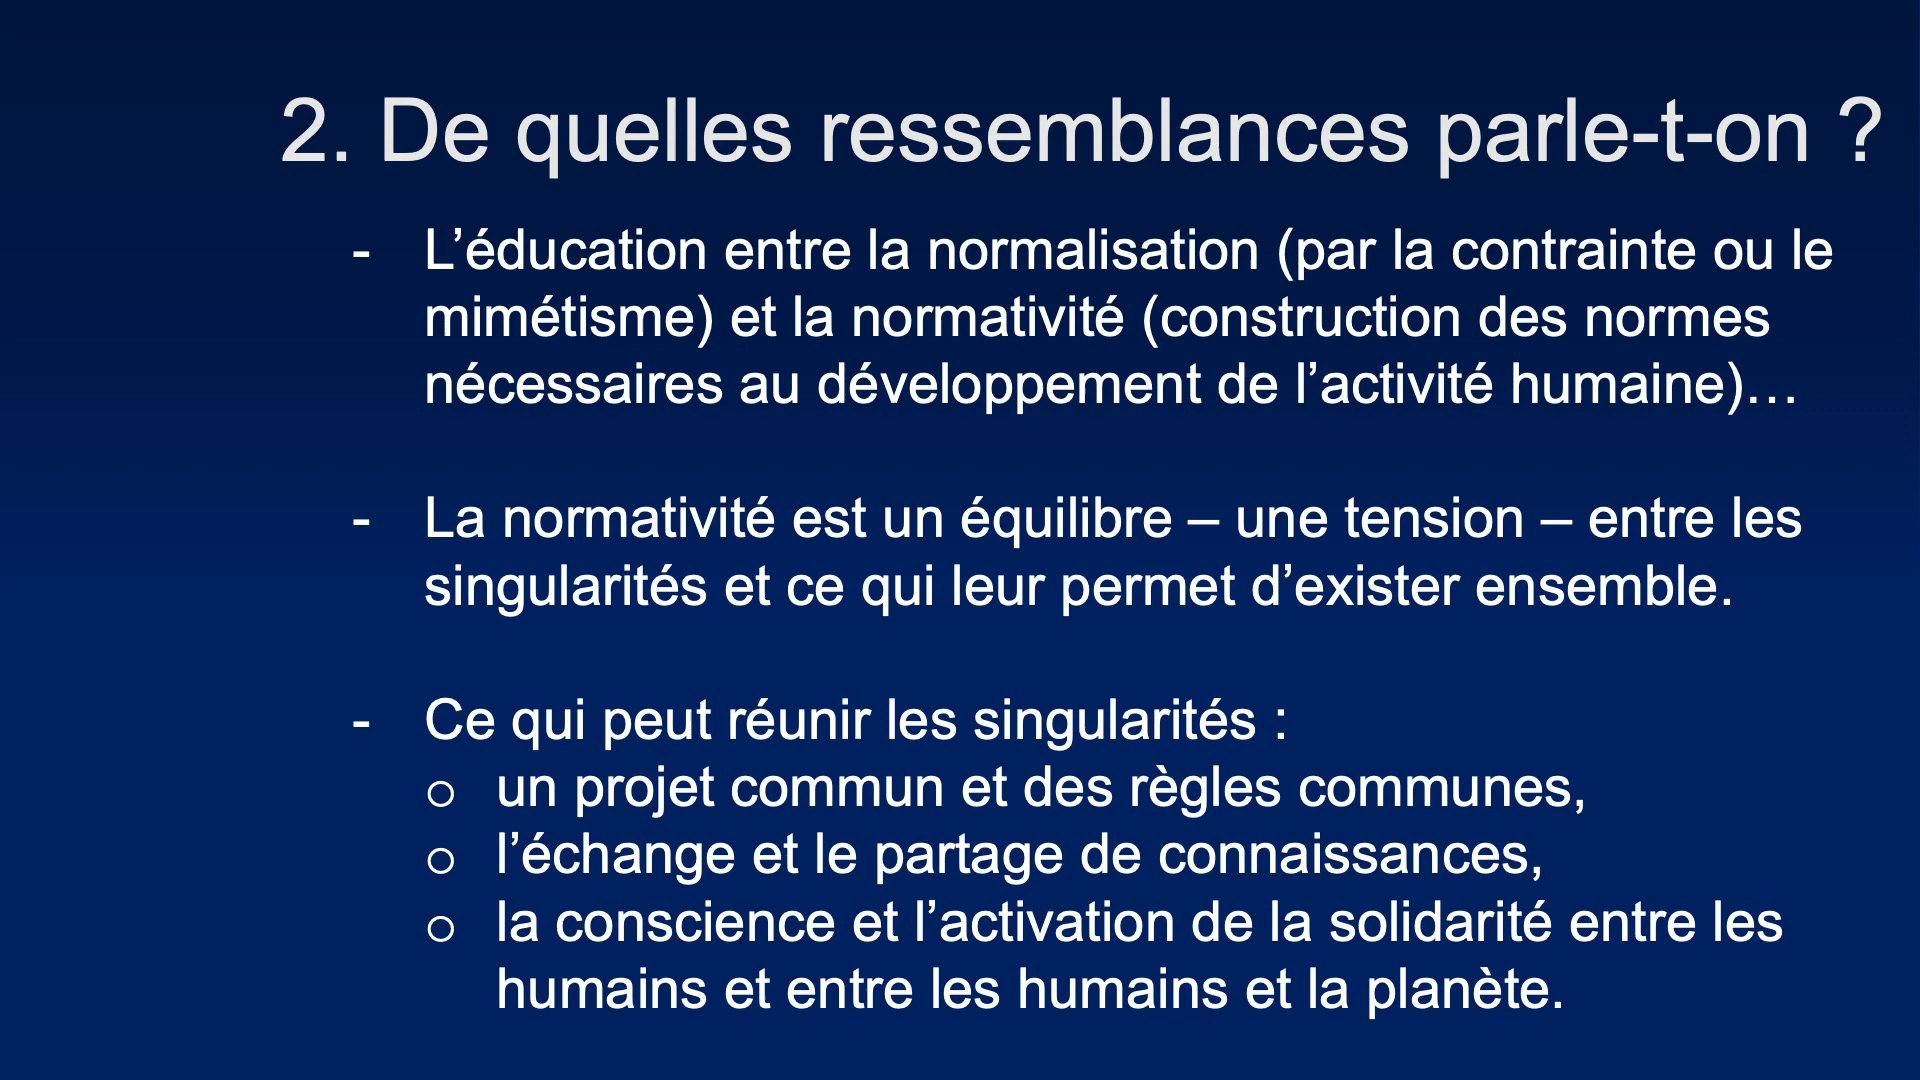 2. De quelles ressemblances parle-t-on ?
- L’éducation entre la normalisation (par la contrainte ou le
mimétisme) et la normativité (construction des normes
nécessaires au développement de l’activité humaine)…
- La normativité est un équilibre – une tension – entre les
singularités et ce qui leur permet d’exister ensemble.
- Ce qui peut réunir les singularités :
o un projet commun et des règles communes,
o l’échange et le partage de connaissances,
o la conscience et l’activation de la solidarité entre les
humains et entre les humains et la planète.